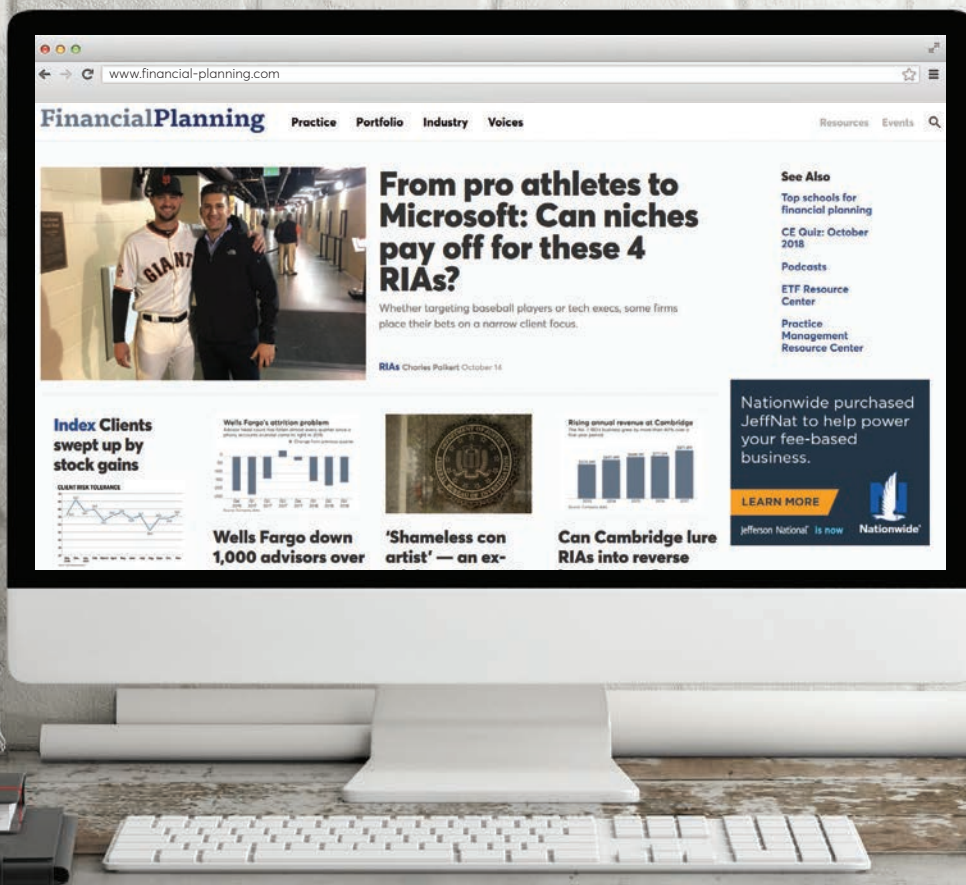 www.financial-planning.com
FinancialPlanning
Practice Portfolio Industry Voices
Resources Events
GIANT
From pro athletes to
Microsoft: Can niches
pay off for these 4
RIAs?
Whether targeting baseball players or tech execs, some firms
place their bets on a narrow client focus.
RIAs Charles Paikert October 14
See Also
Top schools for
financial planning
CE Quiz: October
2018
Podcasts
ETF Resource
Center
Practice
Management
Resource Center
Index Clients
swept up by
stock gains
CLIENT RISK TOLERANCE
Wells Fargo's attrition problem
Change from previous quarter
Wells Fargo down
1,000 advisors over
'Shameless con
artist' — an ex-
Rising annual revenue at Cambridge
Can Cambridge lure
RIAs into reverse
Nationwide purchased
JeffNat to help power
your fee-based
business.
LEARN MORE
Jefferson National is now Nationwide